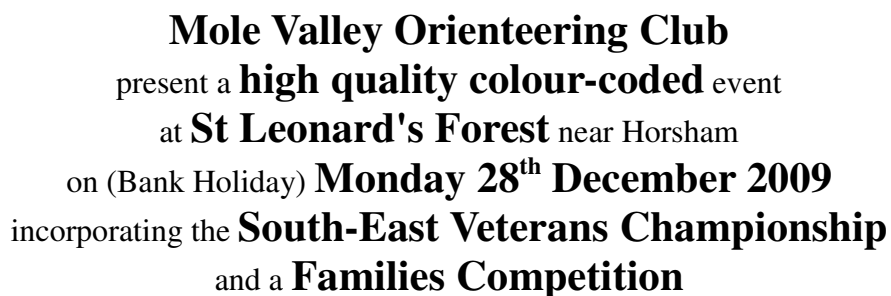 Mole Valley Orienteering Club
present a high quality colour-coded event
at St Leonard's Forest near Horsham
on (Bank Holiday) Monday 28th December 2009
incorporating the South-East Veterans Championship
and a Families Competition